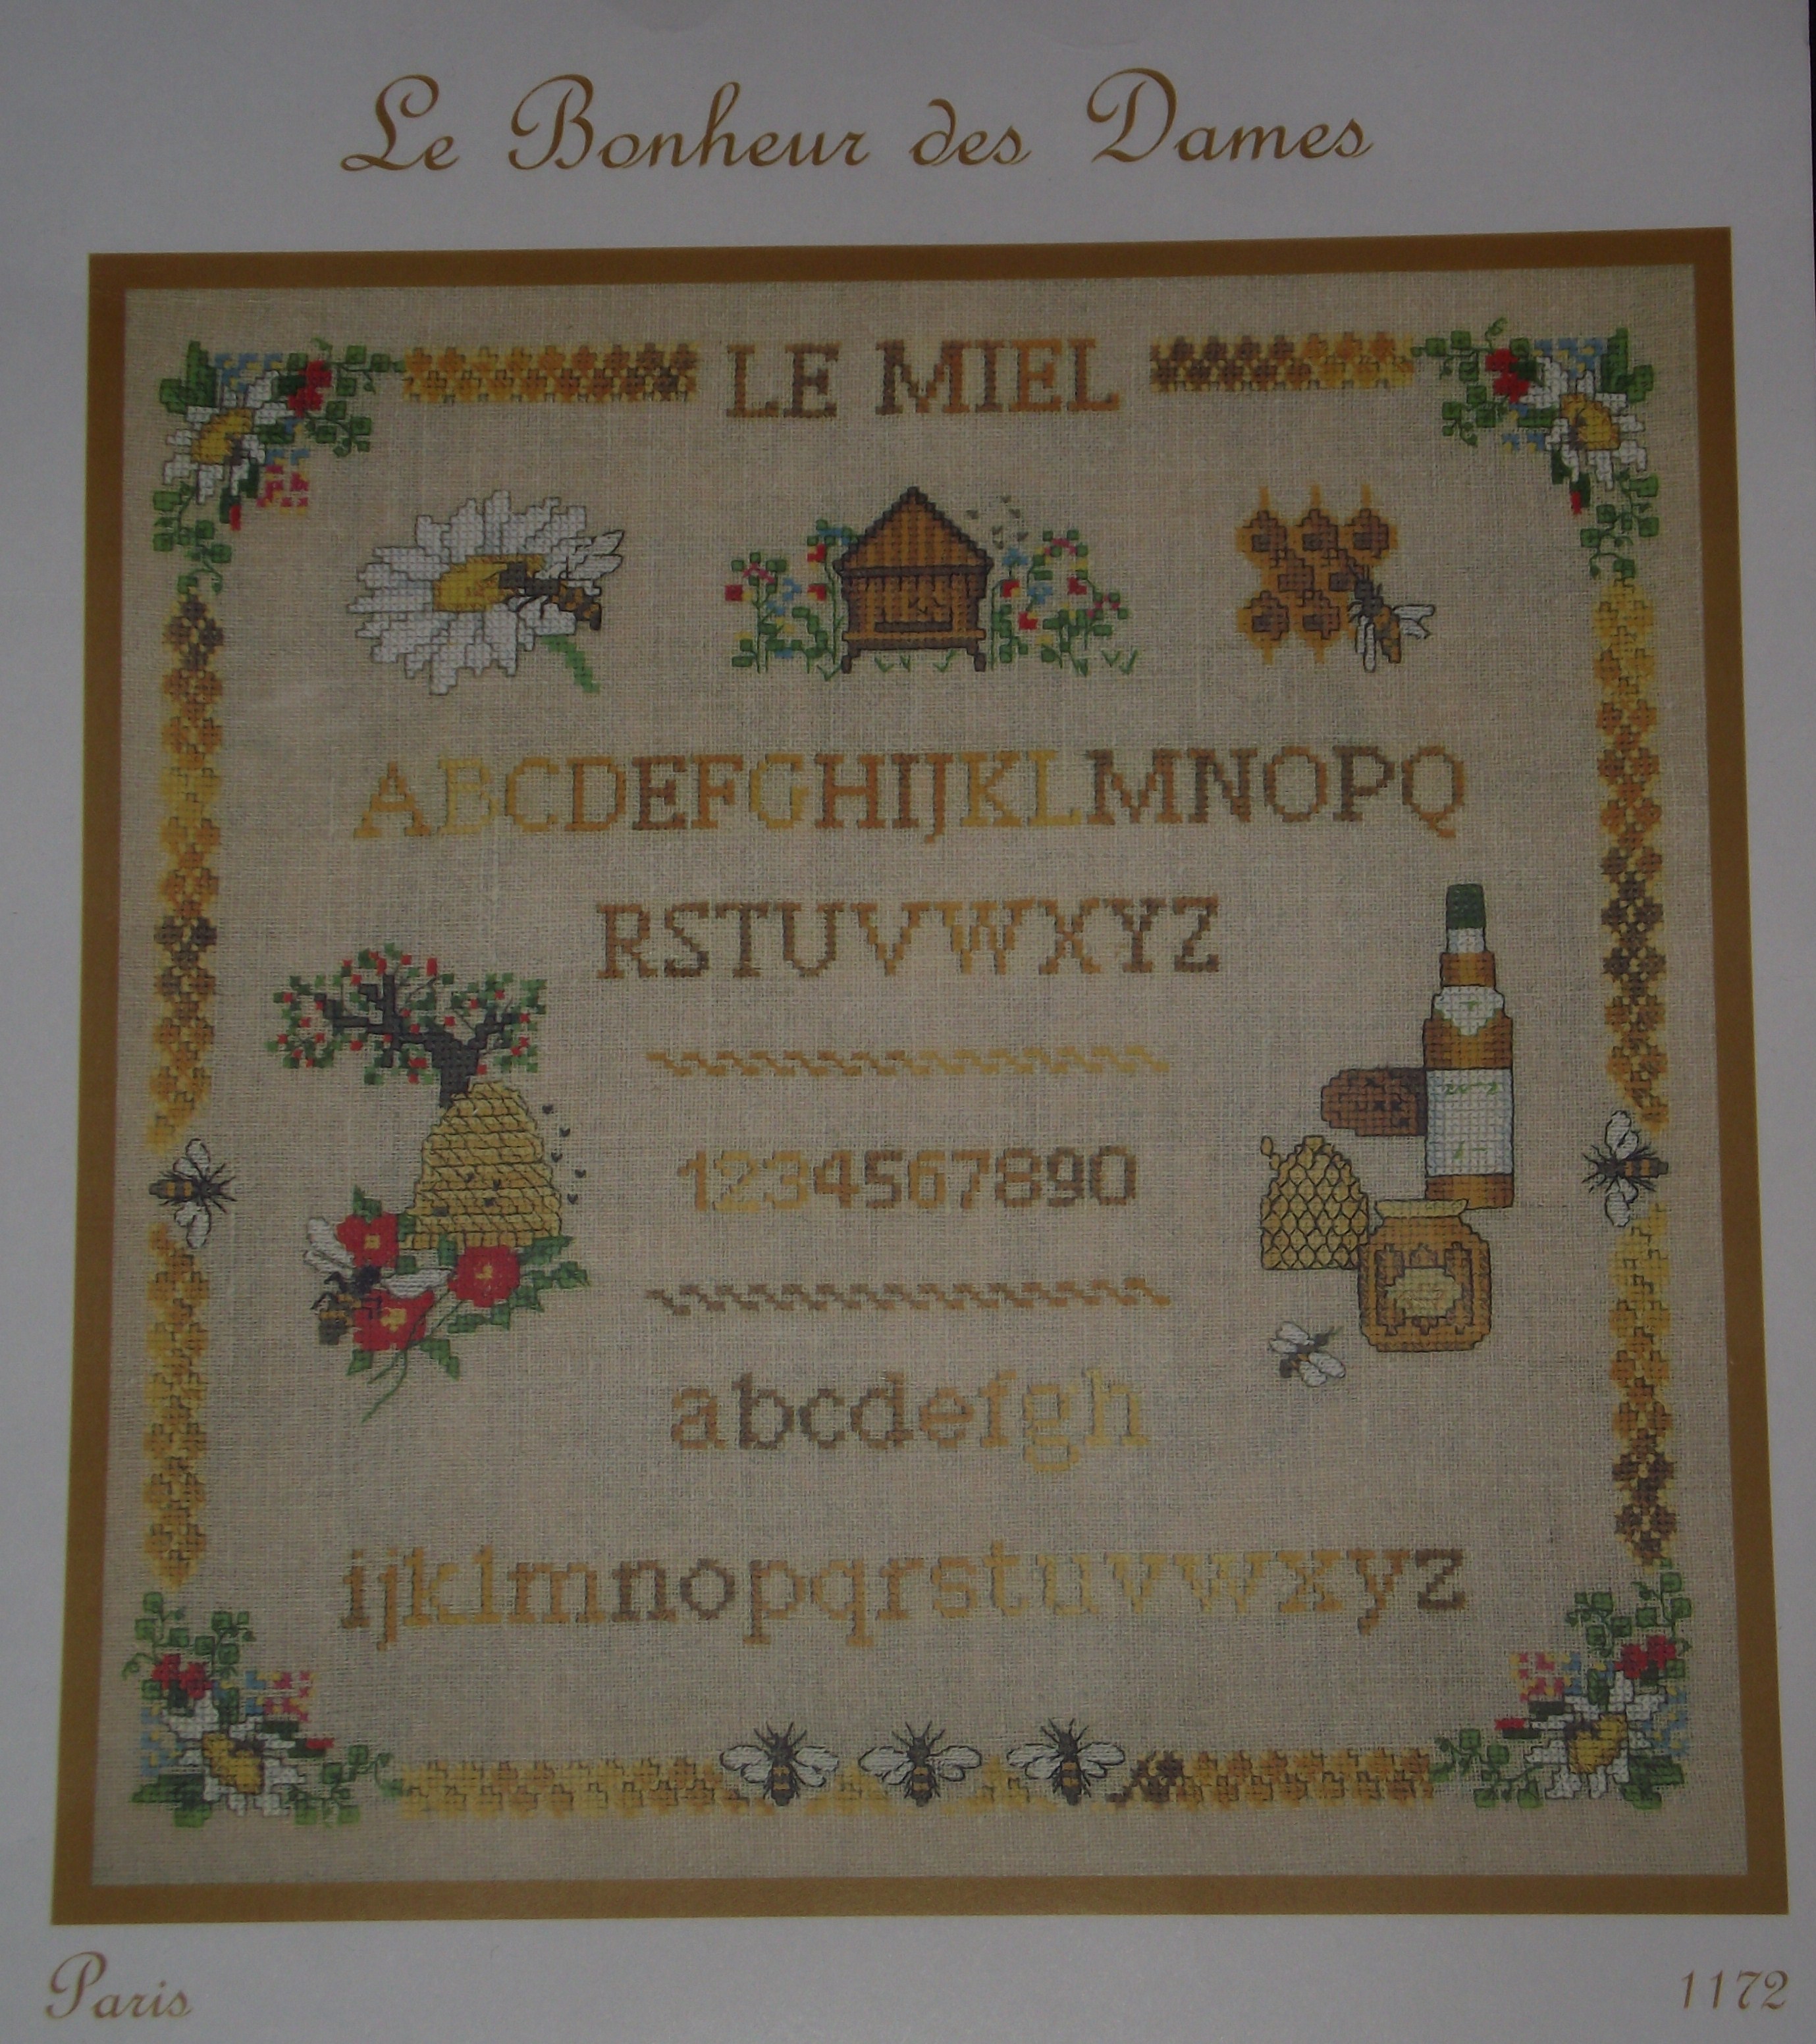 Le Bonheur des Dames
LE MIEL
ABCDEFGHIJKLMNOPQ
RSTUVWXYZ
1234567890
abcdefgh
ijklmnopqrstuvwxyz
Paris
1172